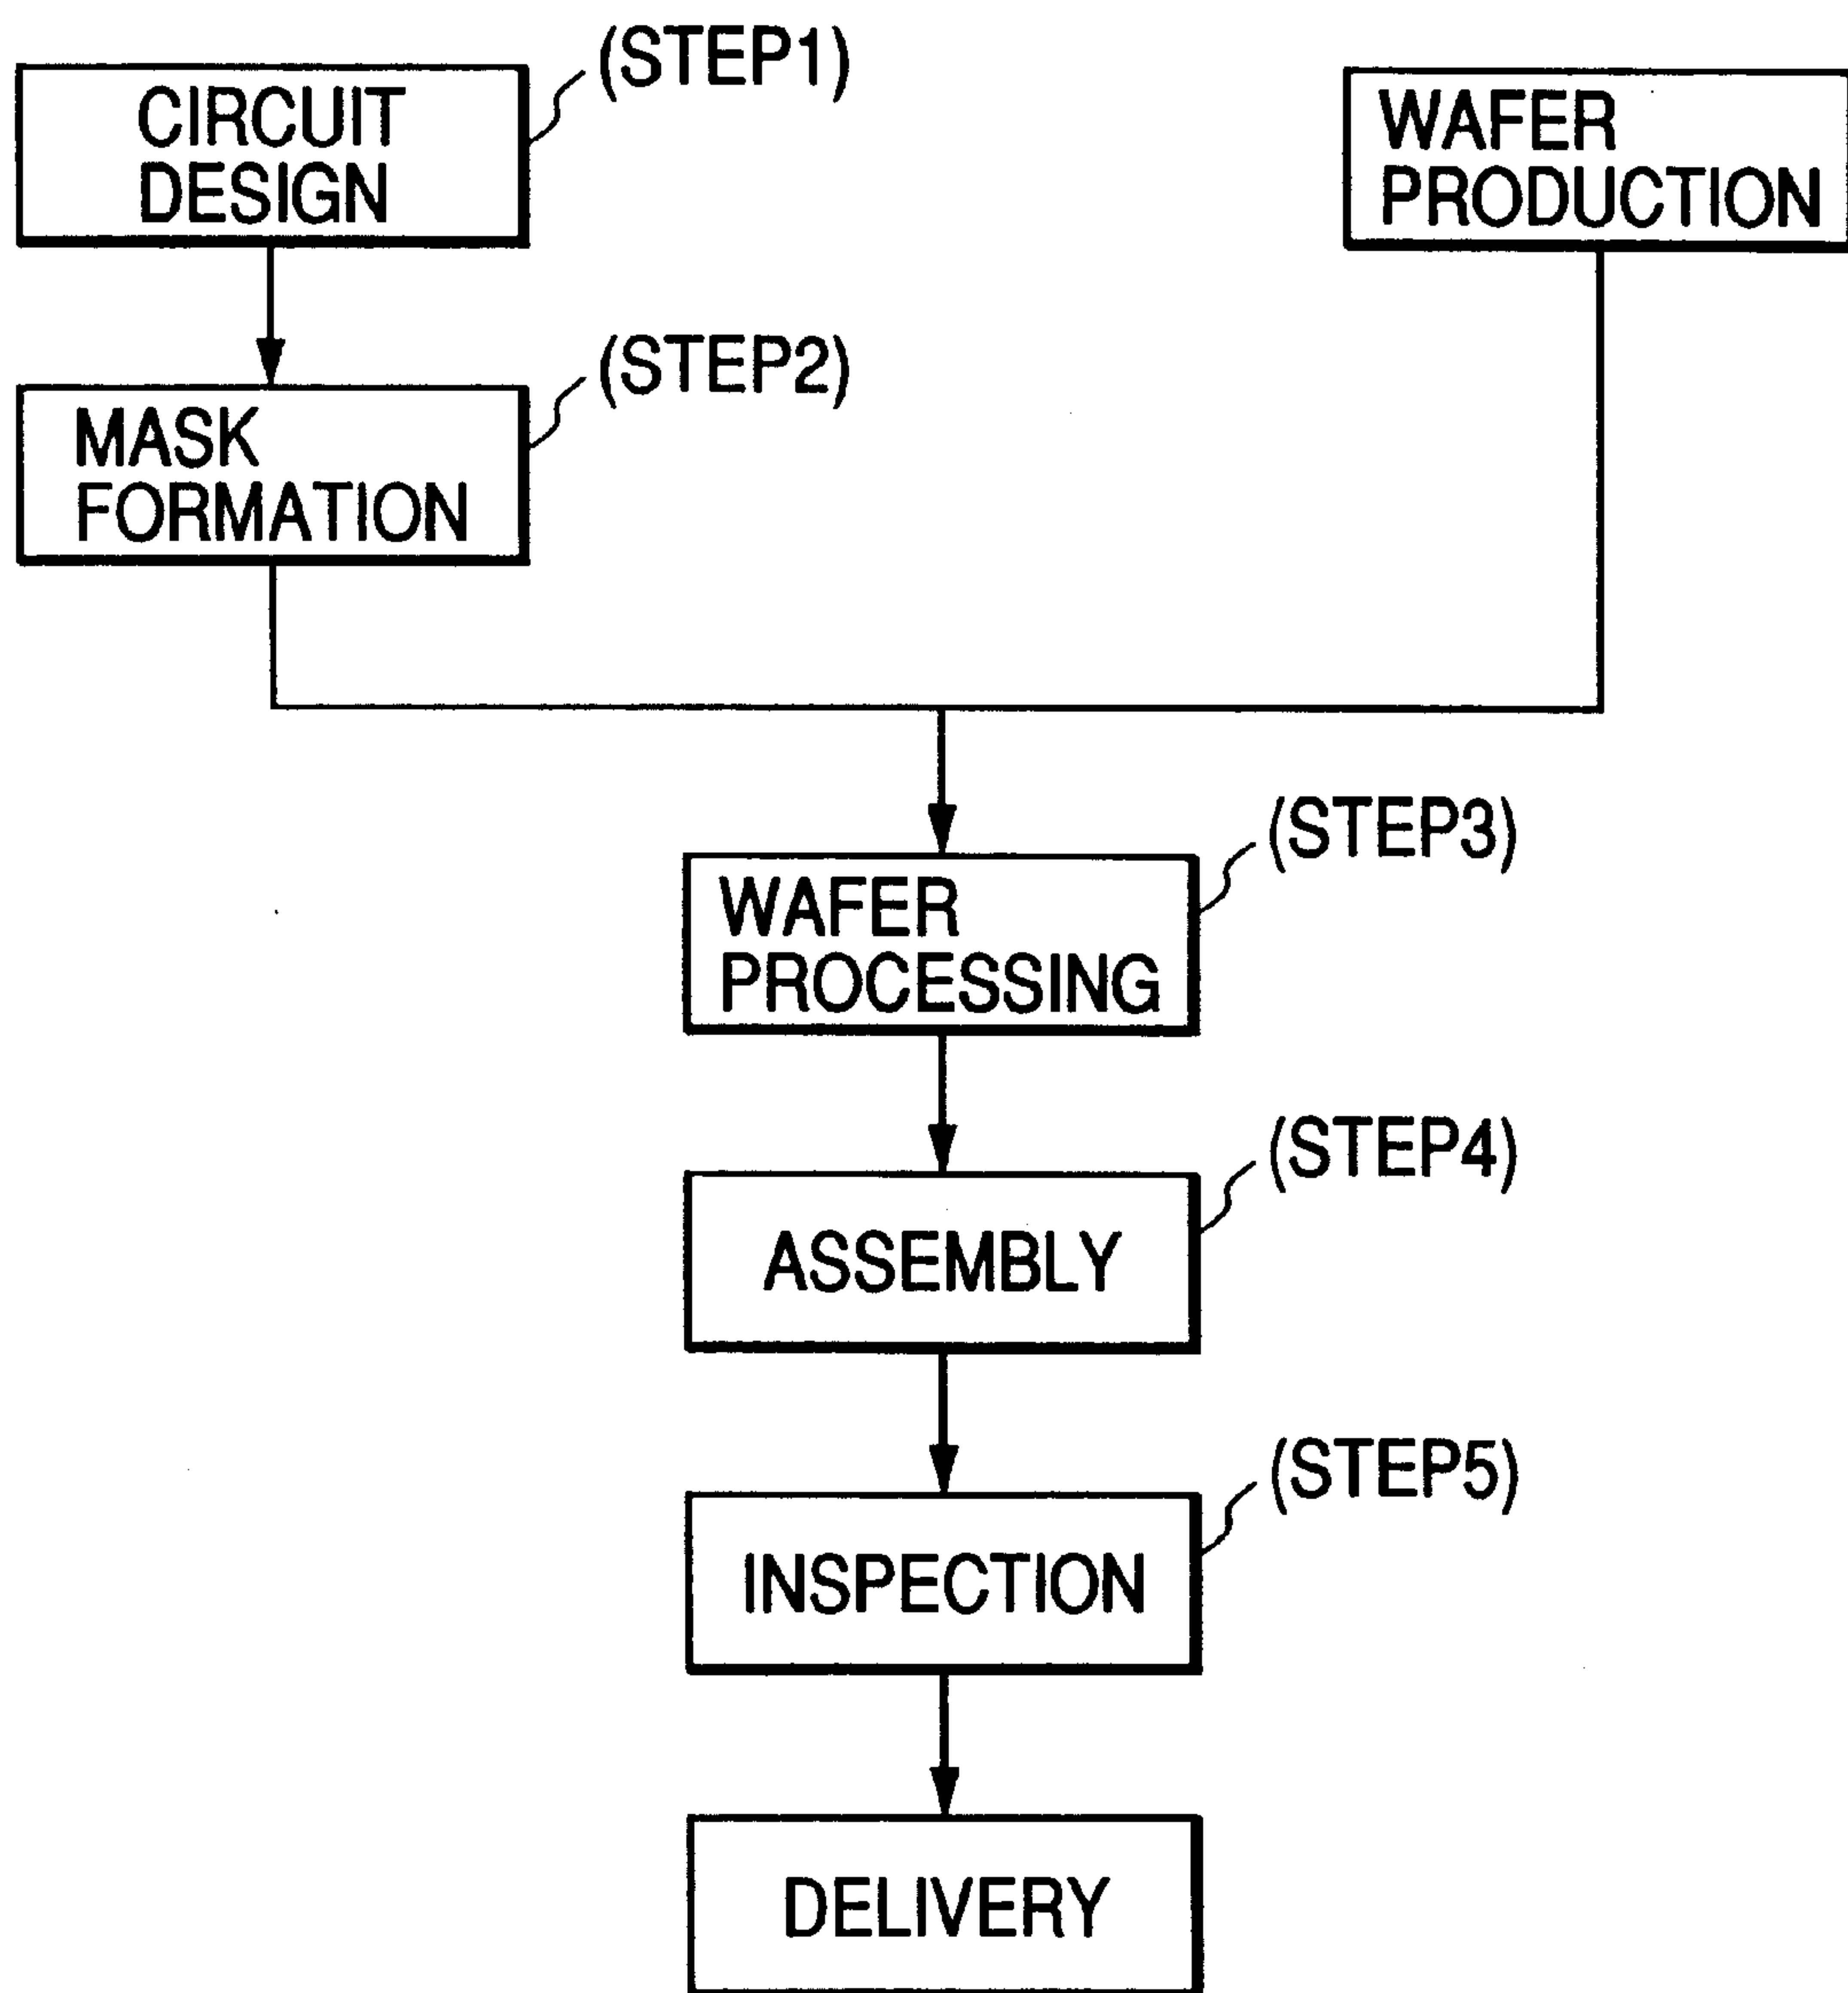 (STEP1)
CIRCUIT
DESIGN
WAFER
PRODUCTION
(STEP2)
MASK
FORMATION
(STEP3)
WAFER
PROCESSING
(STEP4)
ASSEMBLY
(STEP5)
INSPECTION
DELIVERY